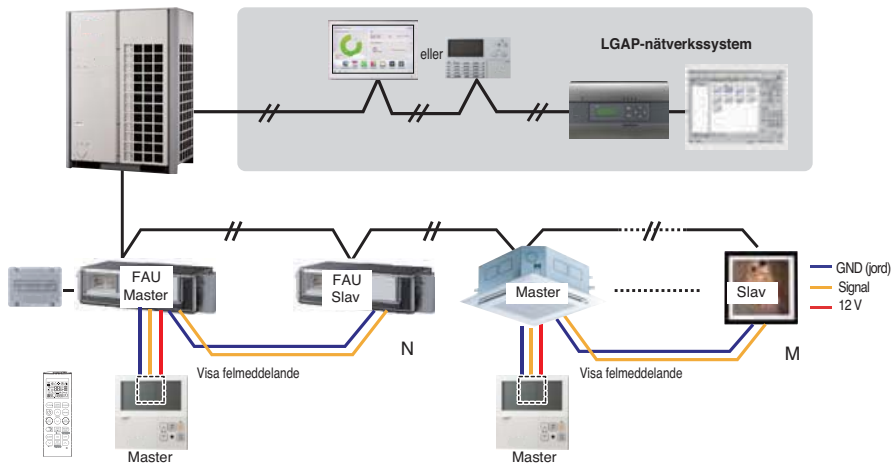 eller
LGAP-nätverkssystem
FAU
Master
FAU
Slav
Master
Slav
GND (jord)
Signal
12 V
N
M
Visa felmeddelande
Visa felmeddelande
Master
Master